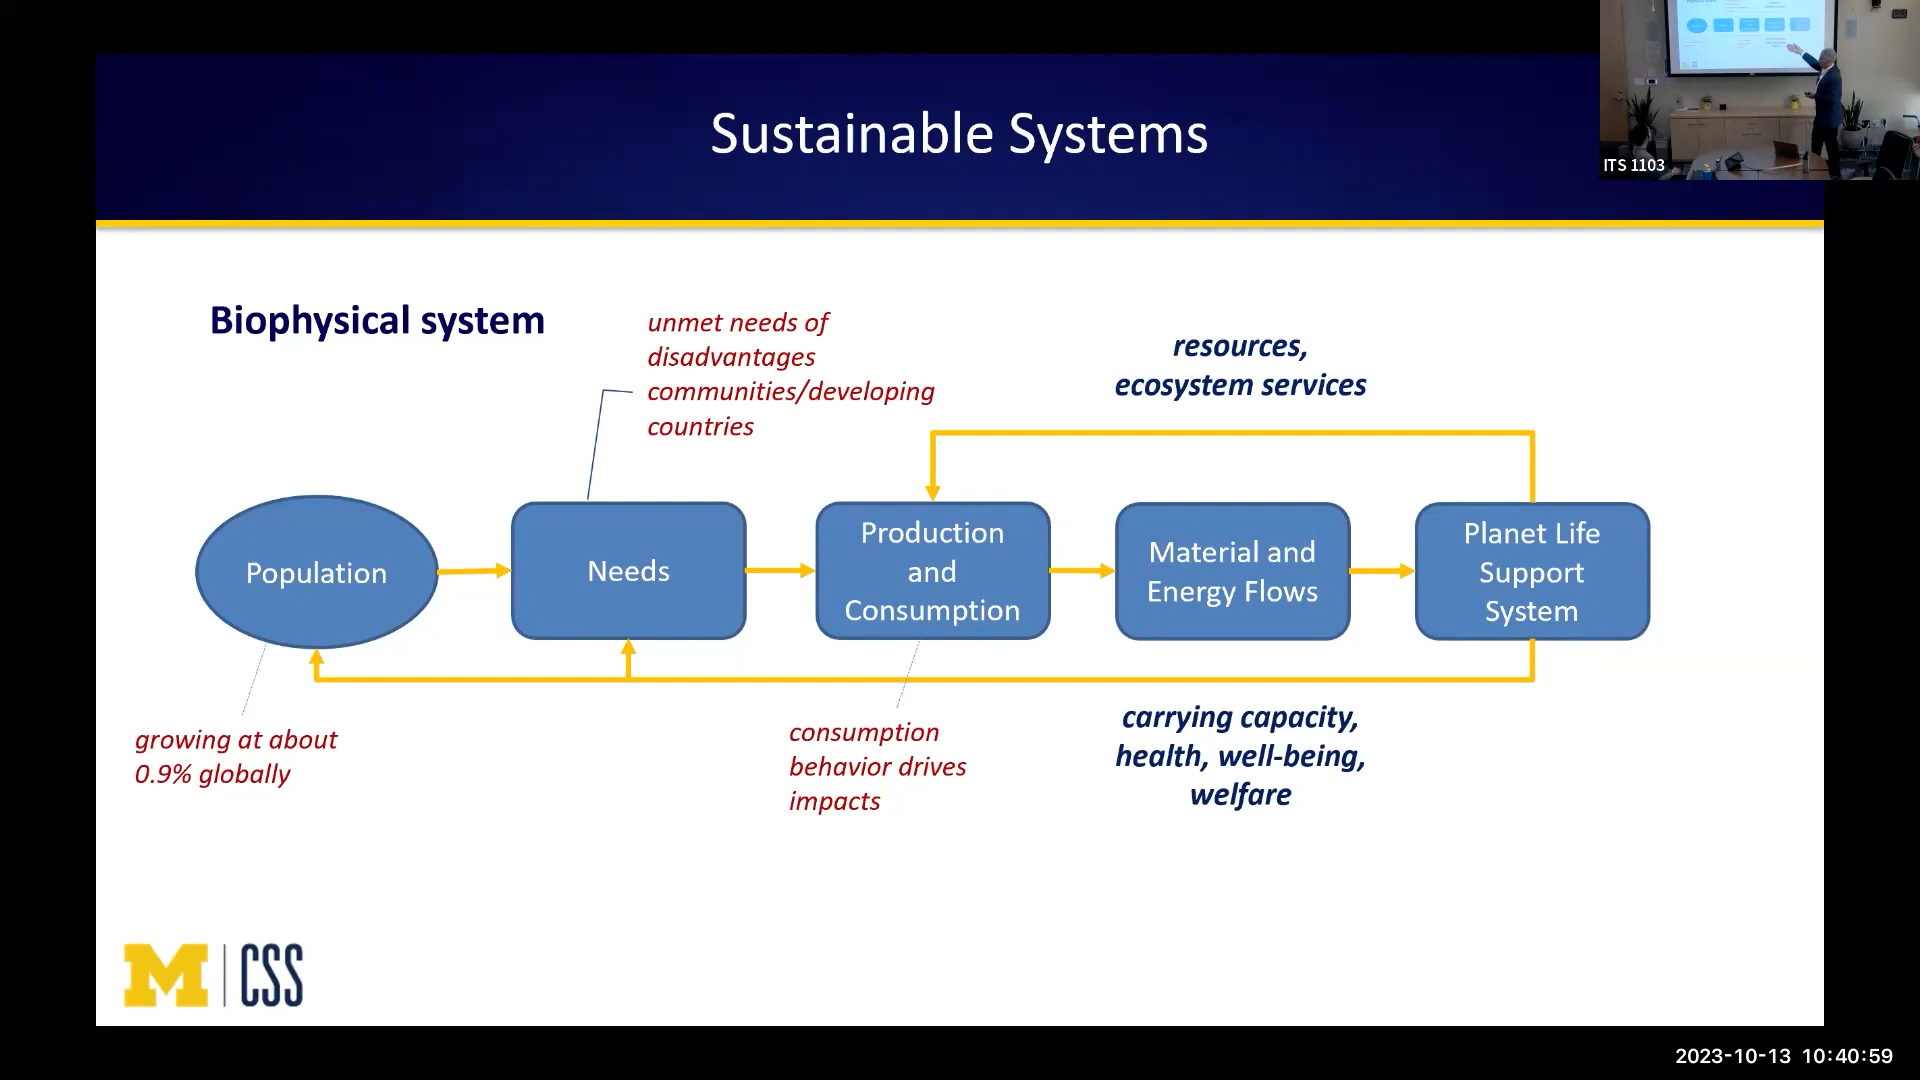 Sustainable Systems
ITS 1103
Biophysical system
unmet needs of
disadvantages
communities/developing
countries
resources,
ecosystem services
Population
Needs
Production
and
Consumption
Material and
Energy Flows
Planet Life
Support
System
growing at about
0.9% globally
consumption
behavior drives
impacts
carrying capacity,
health, well-being,
welfare
M | CSS
2023-10-13 10:40:59